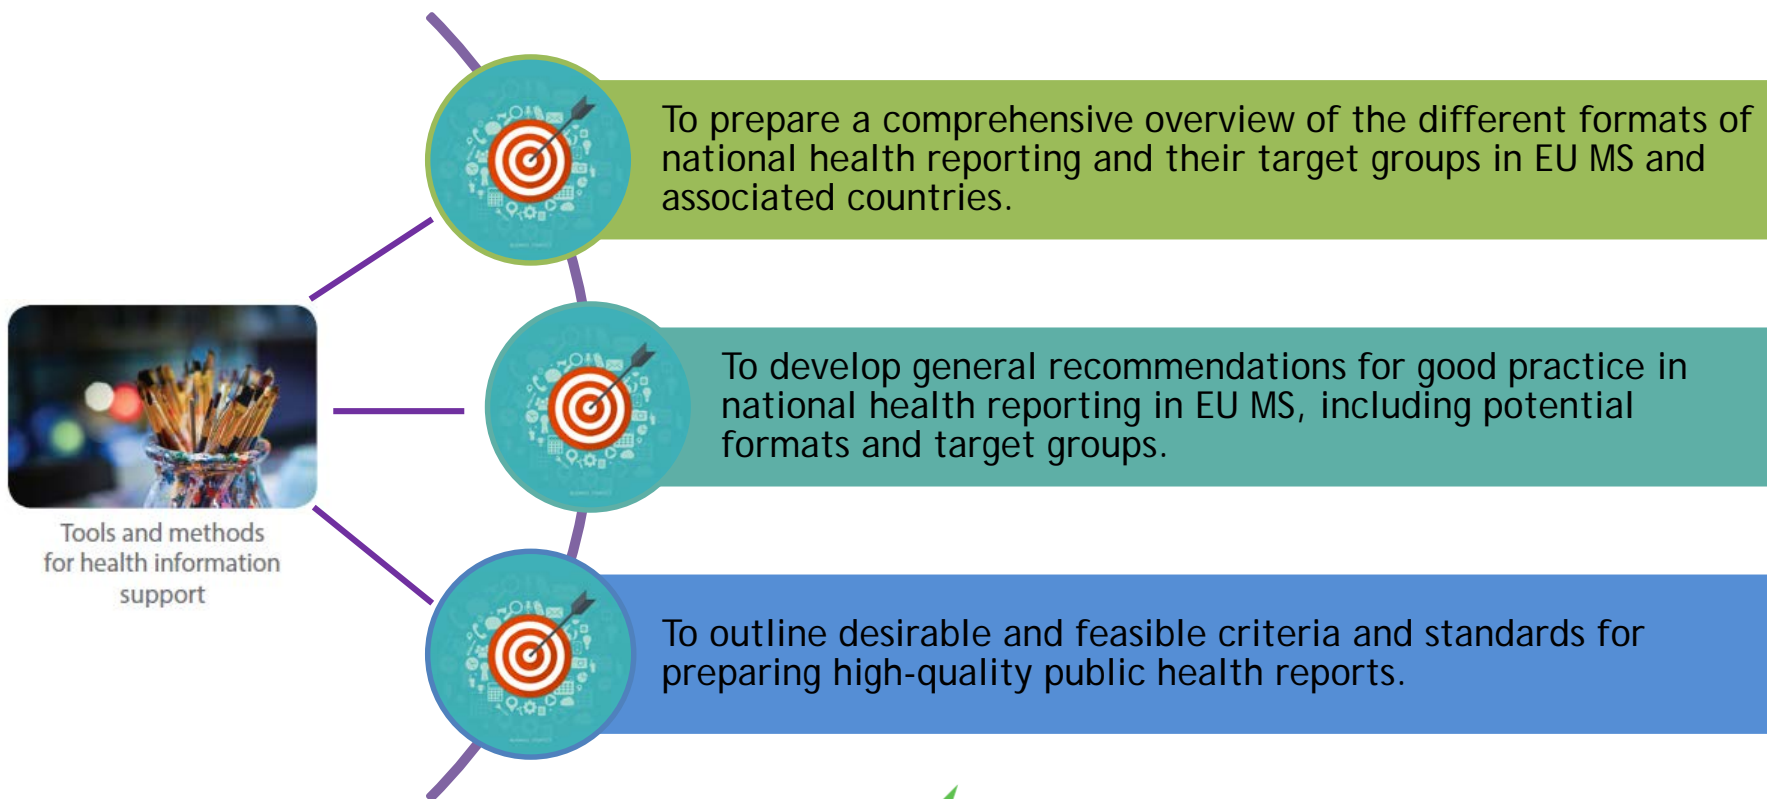 To prepare a comprehensive overview of the different formats of
national health reporting and their target groups in EU MS and
associated countries.
To develop general recommendations for good practice in
national health reporting in EU MS, including potential
formats and target groups.
Tools and methods
for health information
support
To outline desirable and feasible criteria and standards for
preparing high-quality public health reports.